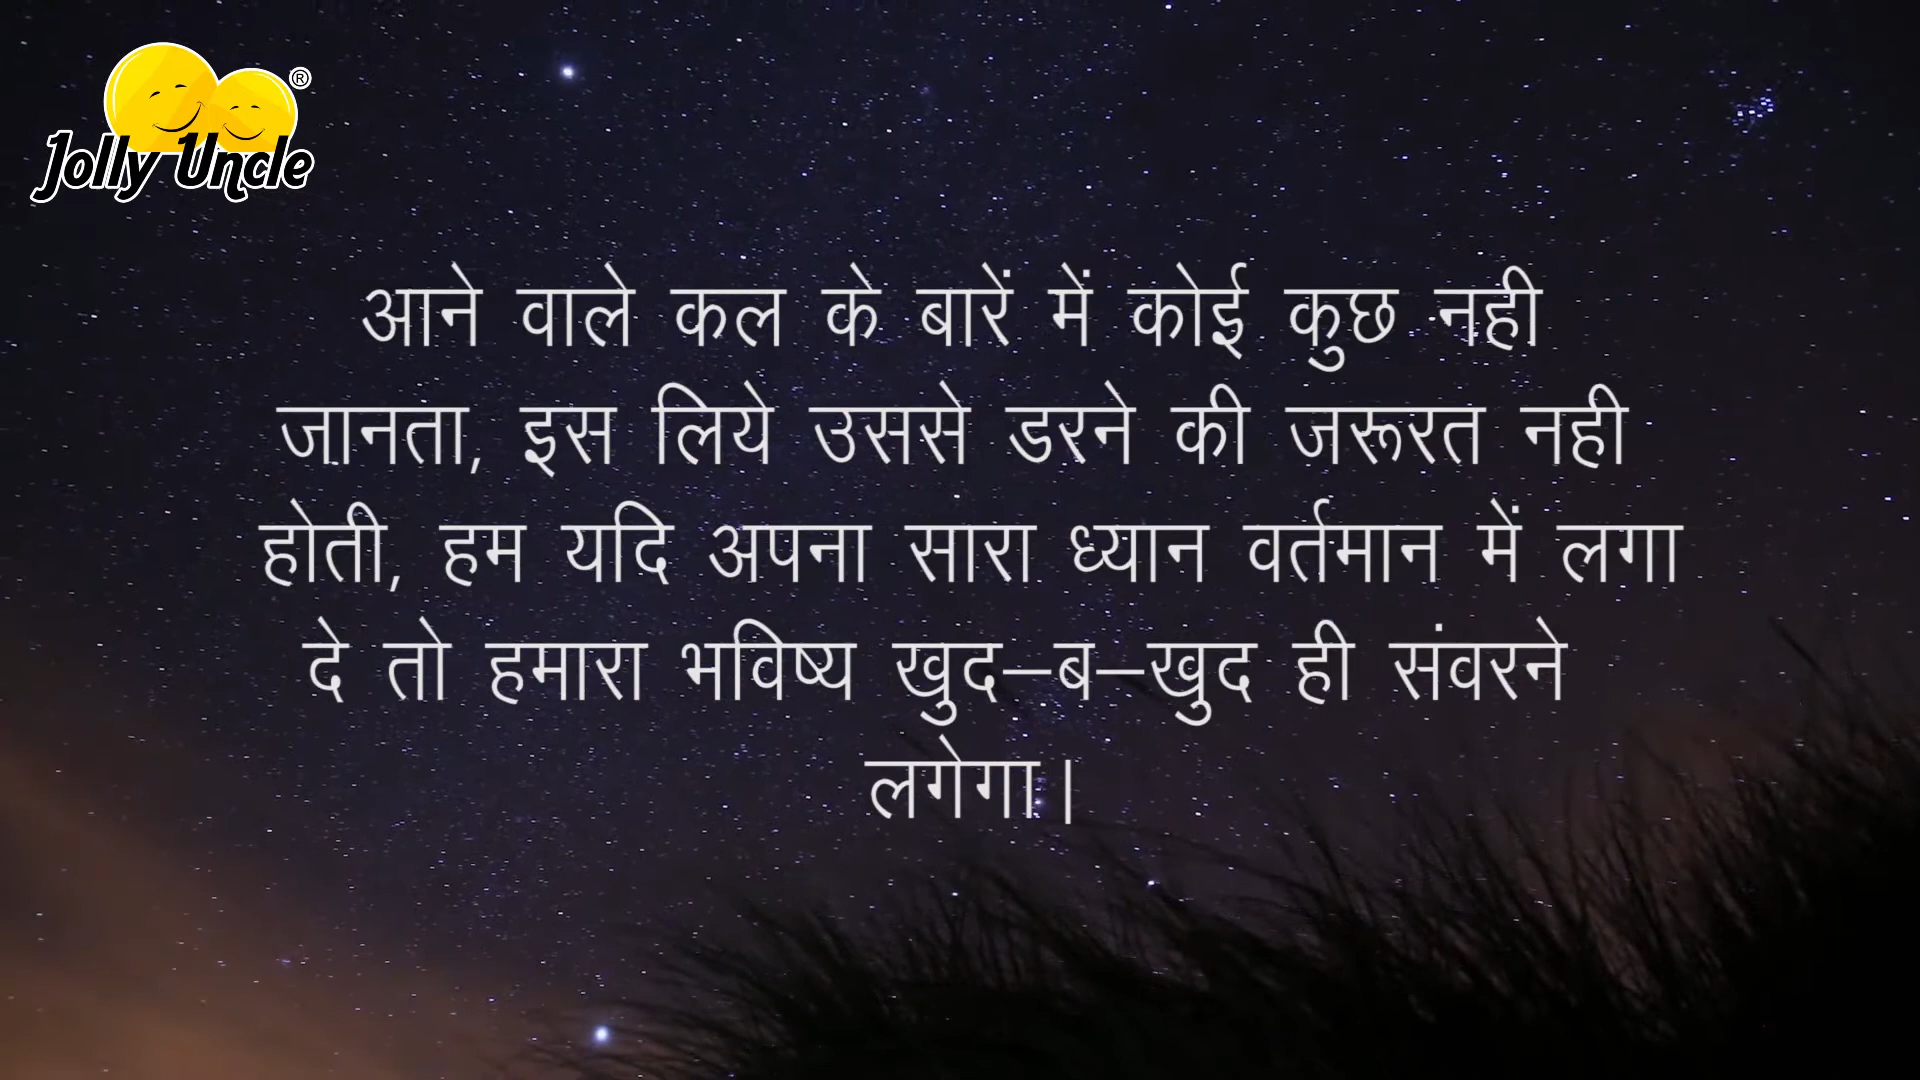 Jolly Uncle ®
आने वाले कल के बारें में कोई कुछ नही
जानता, इस लिये उससे डरने की जरूरत नही
होती, हम यदि अपना सारा ध्यान वर्तमान में लगा
दे तो हमारा भविष्य खुद–ब–खुद ही संवरने
लगेगा।